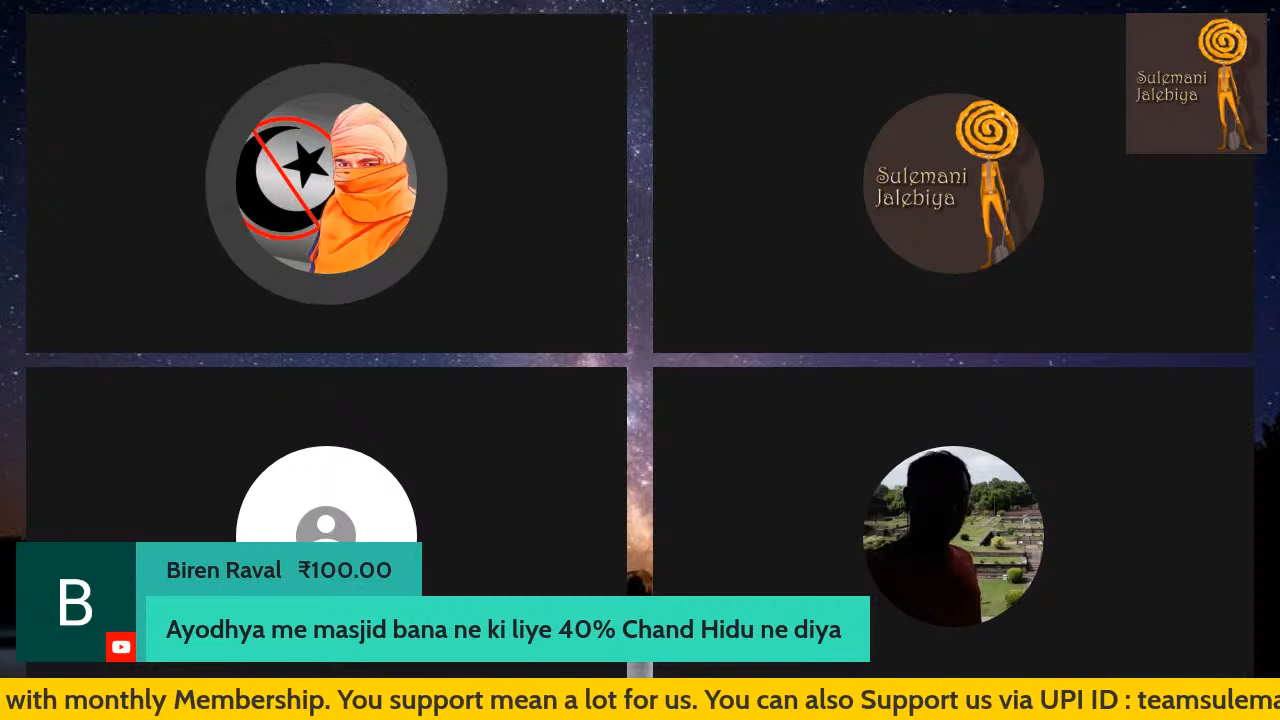 Sulemani
Jalebiya
Sulemani
Jalebiya
B
Biren Raval ₹100.00
Ayodhya me masjid bana ne ki liye 40% Chand Hidu ne diya
with monthly Membership. You support mean a lot for us. You can also Support us via UPI ID : teamsulema